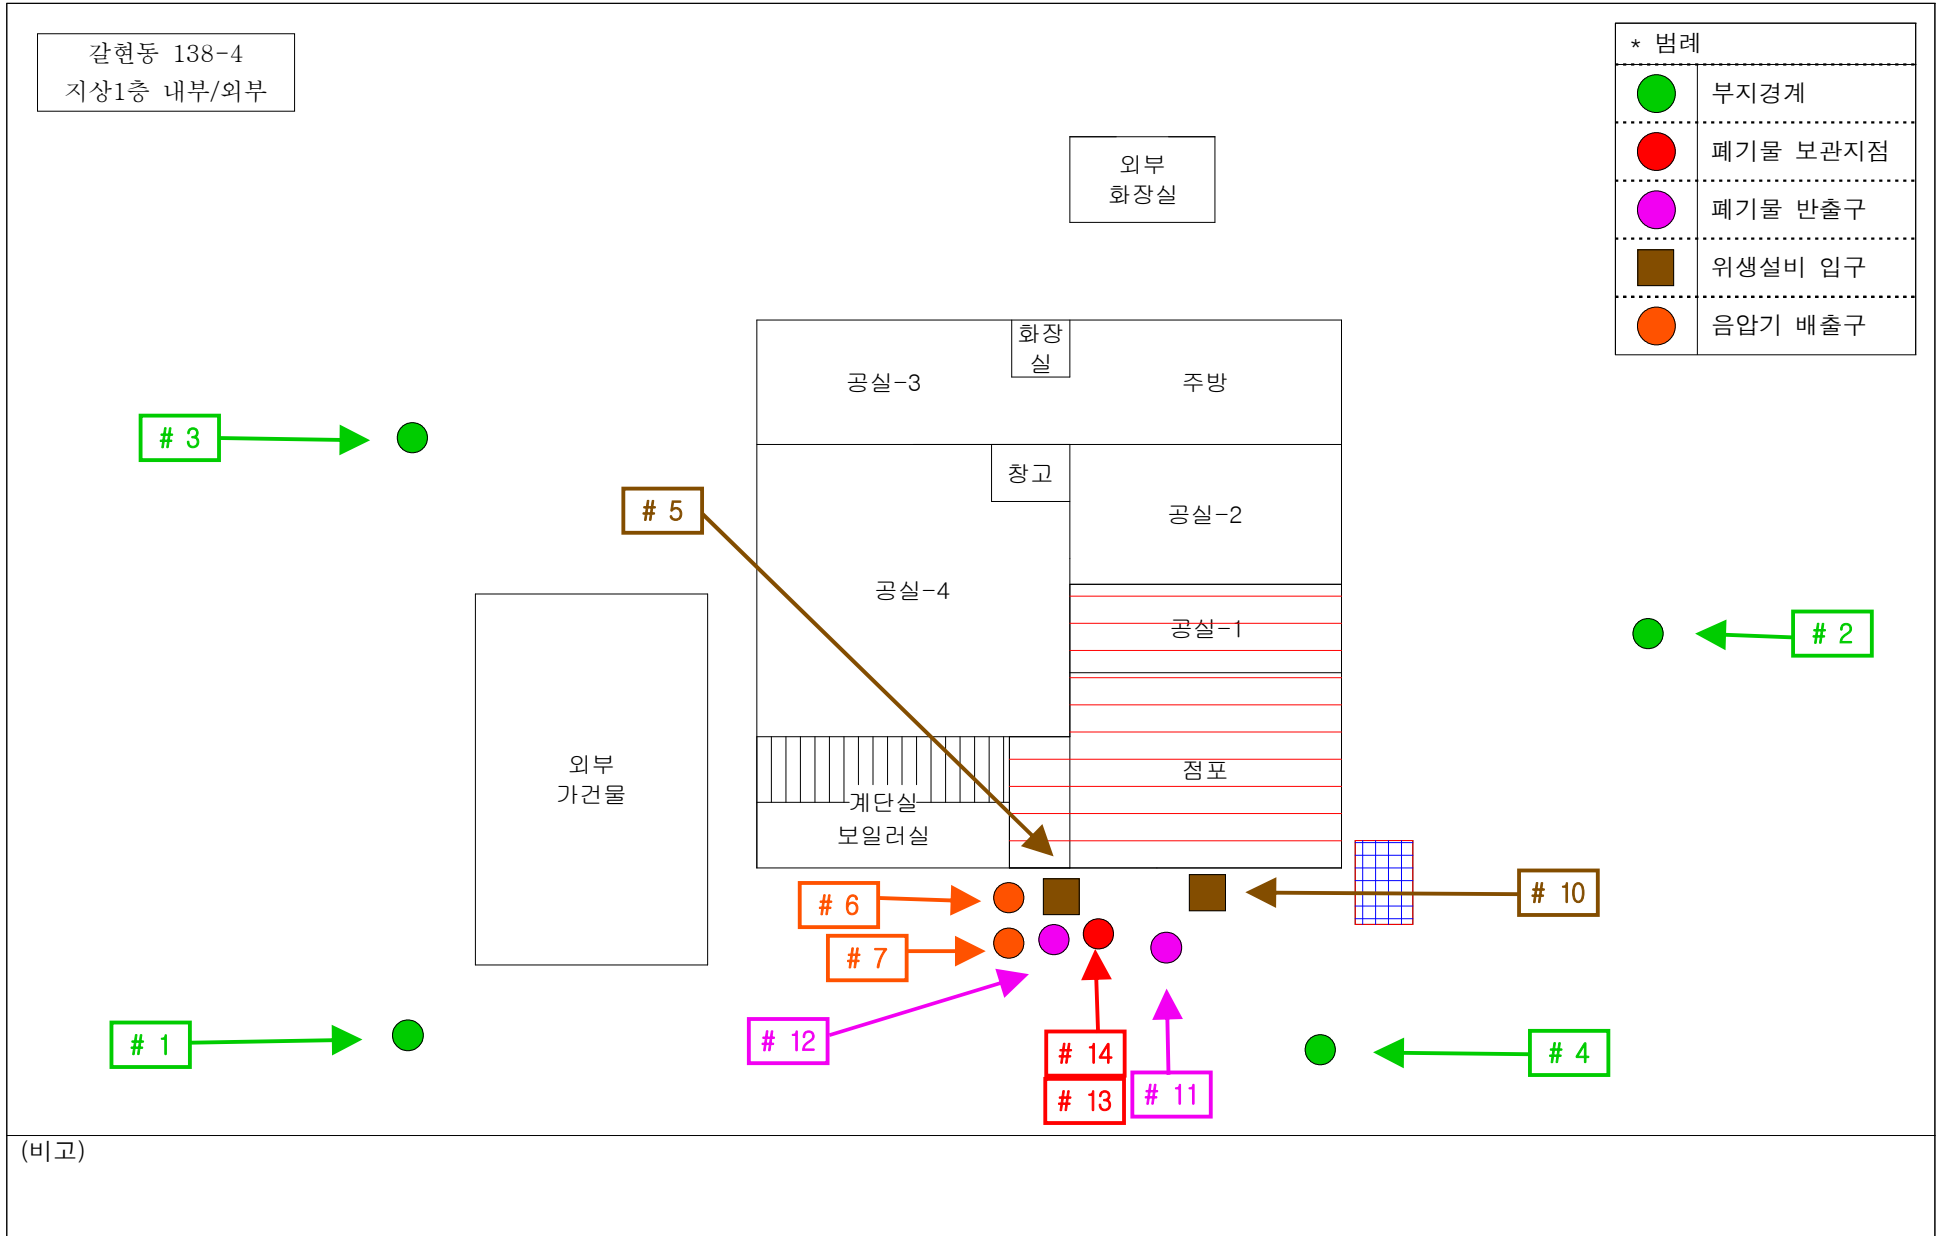 갈현동 138-4
지상1층 내부/외부
* 범례
부지경계
폐기물 보관지점
폐기물 반출구
위생설비 입구
음압기 배출구
외부
화장실
화장
실
공실-3
주방
# 3
창고
# 5
공실-2
공실-4
공실-1
# 2
외부
가건물
점포
계단실
보일러실
# 6
# 10
# 7
# 12
# 14
# 1
# 4
# 13
# 11
(비고)